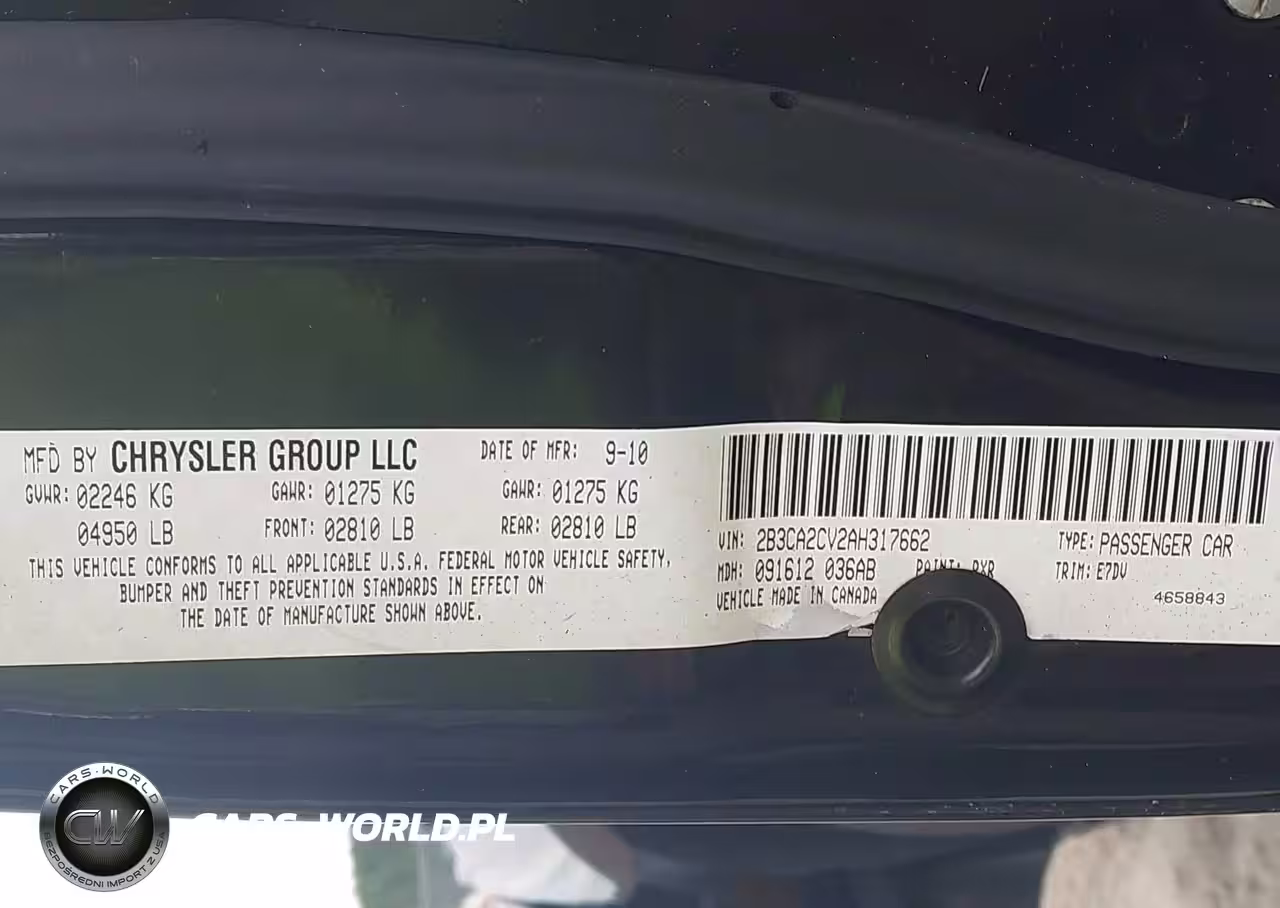 MFD BY CHRYSLER GROUP LLC DATE OF MFR: 9-10
GVWR: 02246 KG GAWR: 01275 KG GAWR: 01275 KG
04950 LB FRONT: 02810 LB REAR: 02810 LB
THIS VEHICLE CONFORMS TO ALL APPLICABLE U.S.A. FEDERAL MOTOR VEHICLE SAFETY,
BUMPER AND THEFT PREVENTION STANDARDS IN EFFECT ON
THE DATE OF MANUFACTURE SHOWN ABOVE.
VIN: 2B3CA2CV2AH317662 TYPE: PASSENGER CAR
MDH: 091612 036AB PAINT: PXR TRIM: E7DV
VEHICLE MADE IN CANADA 4658843
CARS-WORLD
CW
BEZPOŚREDNI IMPORT Z USA
CARS-WORLD.PL